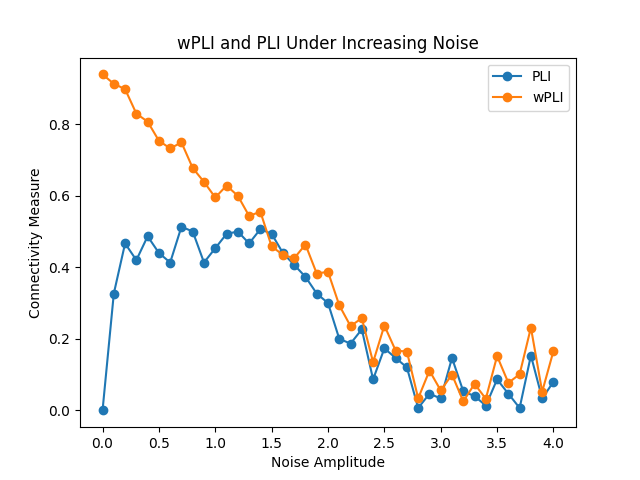 wPLI and PLI Under Increasing Noise
PLI
wPLI
Connectivity Measure
0.8
0.6
0.4
0.2
0.0
0.0 0.5 1.0 1.5 2.0 2.5 3.0 3.5 4.0
Noise Amplitude